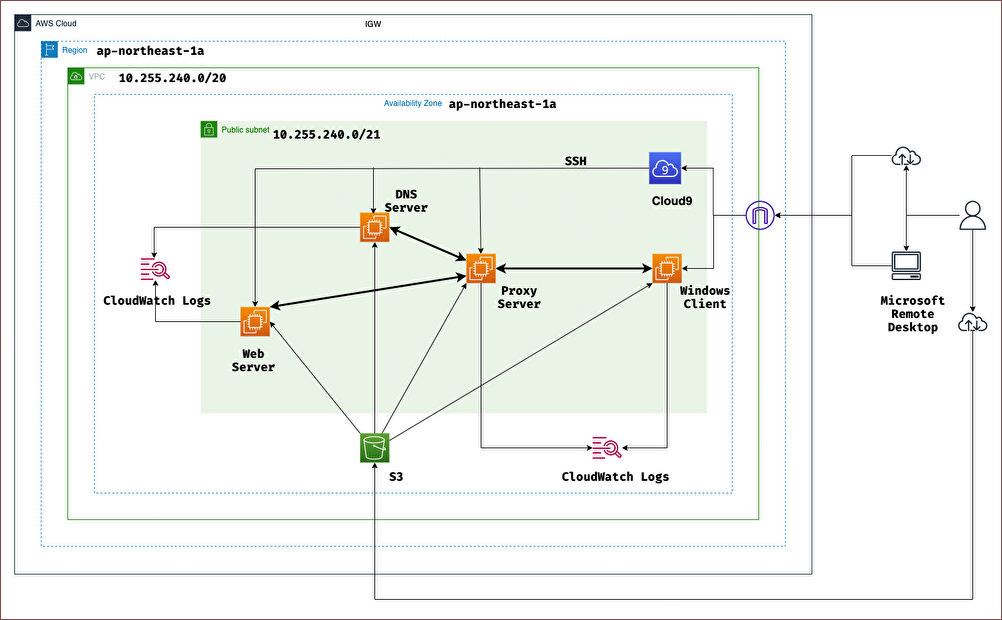 AWS Cloud
IGW
Region ap-northeast-1a
VPC 10.255.240.0/20
Availability Zone ap-northeast-1a
Public subnet 10.255.240.0/21
SSH
9
Cloud9
DNS
Server
CloudWatch Logs
Proxy
Server
Windows
Client
Microsoft
Remote
Desktop
Web
Server
S3
CloudWatch Logs